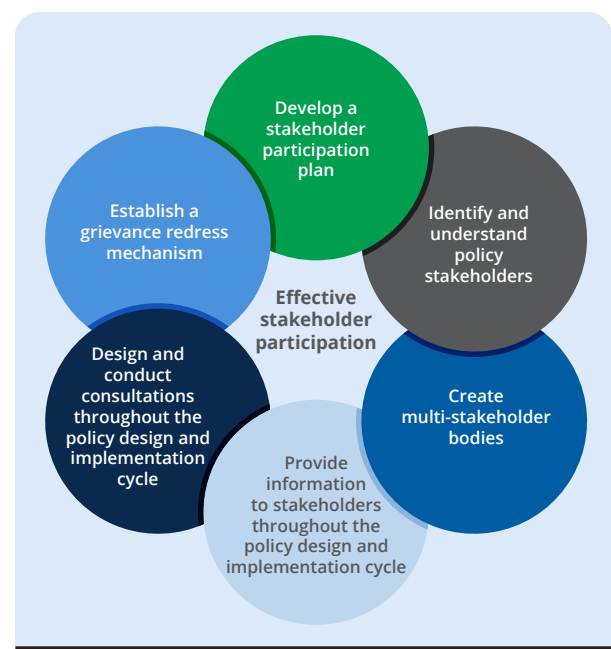 Develop a
stakeholder
participation
plan
Identify and
understand
policy
stakeholders
Create
multi-stakeholder
bodies
Provide
information
to stakeholders
throughout the
policy design and
implementation cycle
Design and
conduct
consultations
throughout the
policy design and
implementation
cycle
Establish a
grievance redress
mechanism
Effective
stakeholder
participation